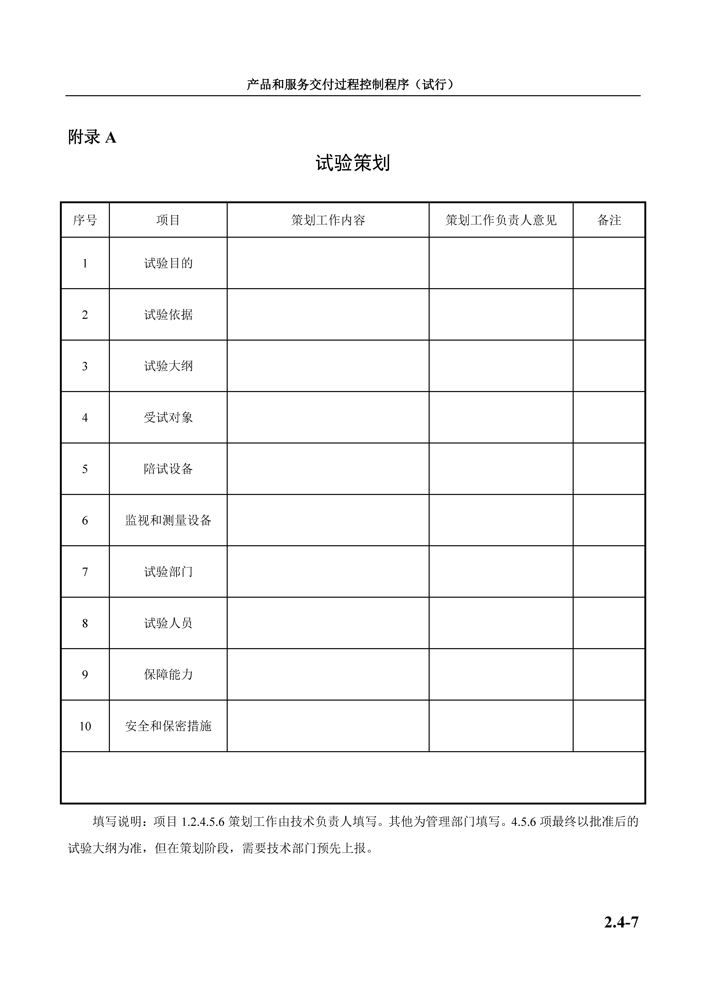 产品和服务交付过程控制程序（试行）
附录 A
试验策划
序号 项目 策划工作内容 策划工作负责人意见 备注
1 试验目的
2 试验依据
3 试验大纲
4 受试对象
5 陪试设备
6 监视和测量设备
7 试验部门
8 试验人员
9 保障能力
10 安全和保密措施
填写说明：项目 1.2.4.5.6 策划工作由技术负责人填写。其他为管理部门填写。4.5.6 项最终以批准后的
试验大纲为准，但在策划阶段，需要技术部门预先上报。
2.4-7